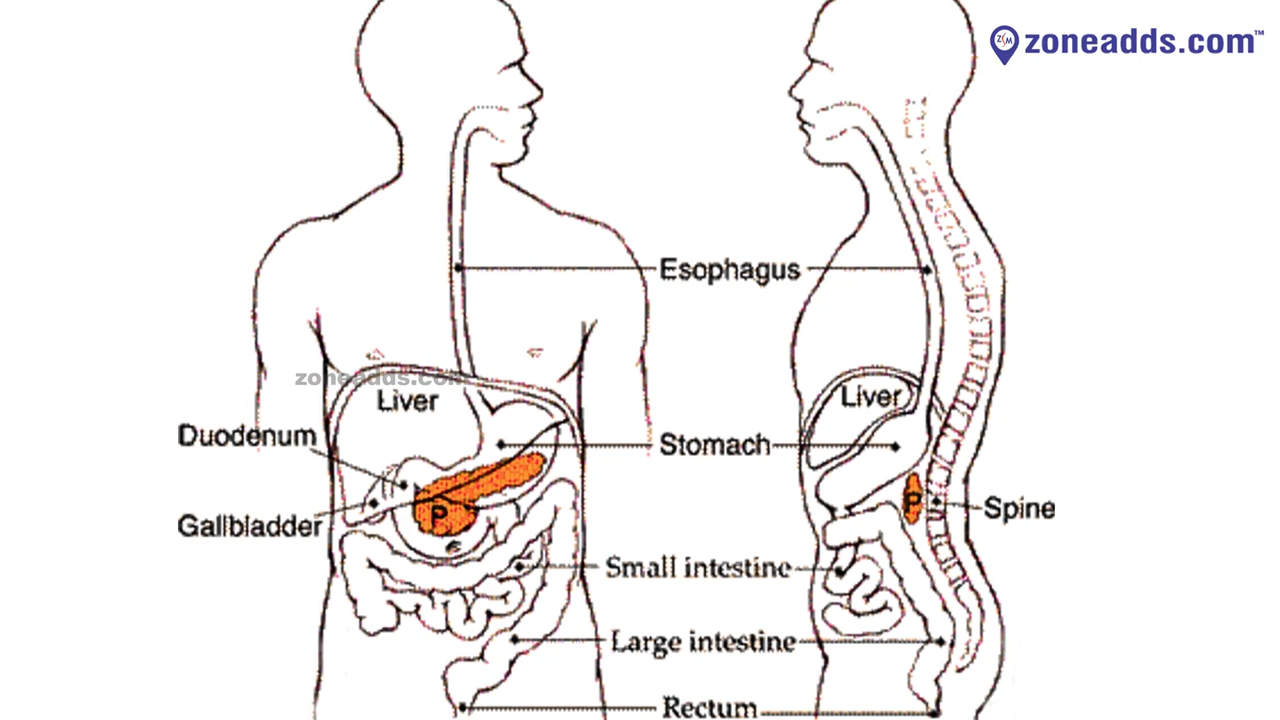 zoneadds.com™
Esophagus
zoneadds.com
Liver
Liver
Duodenum
Stomach
P
P
Spine
Gallbladder
Small intestine
Large intestine
Rectum